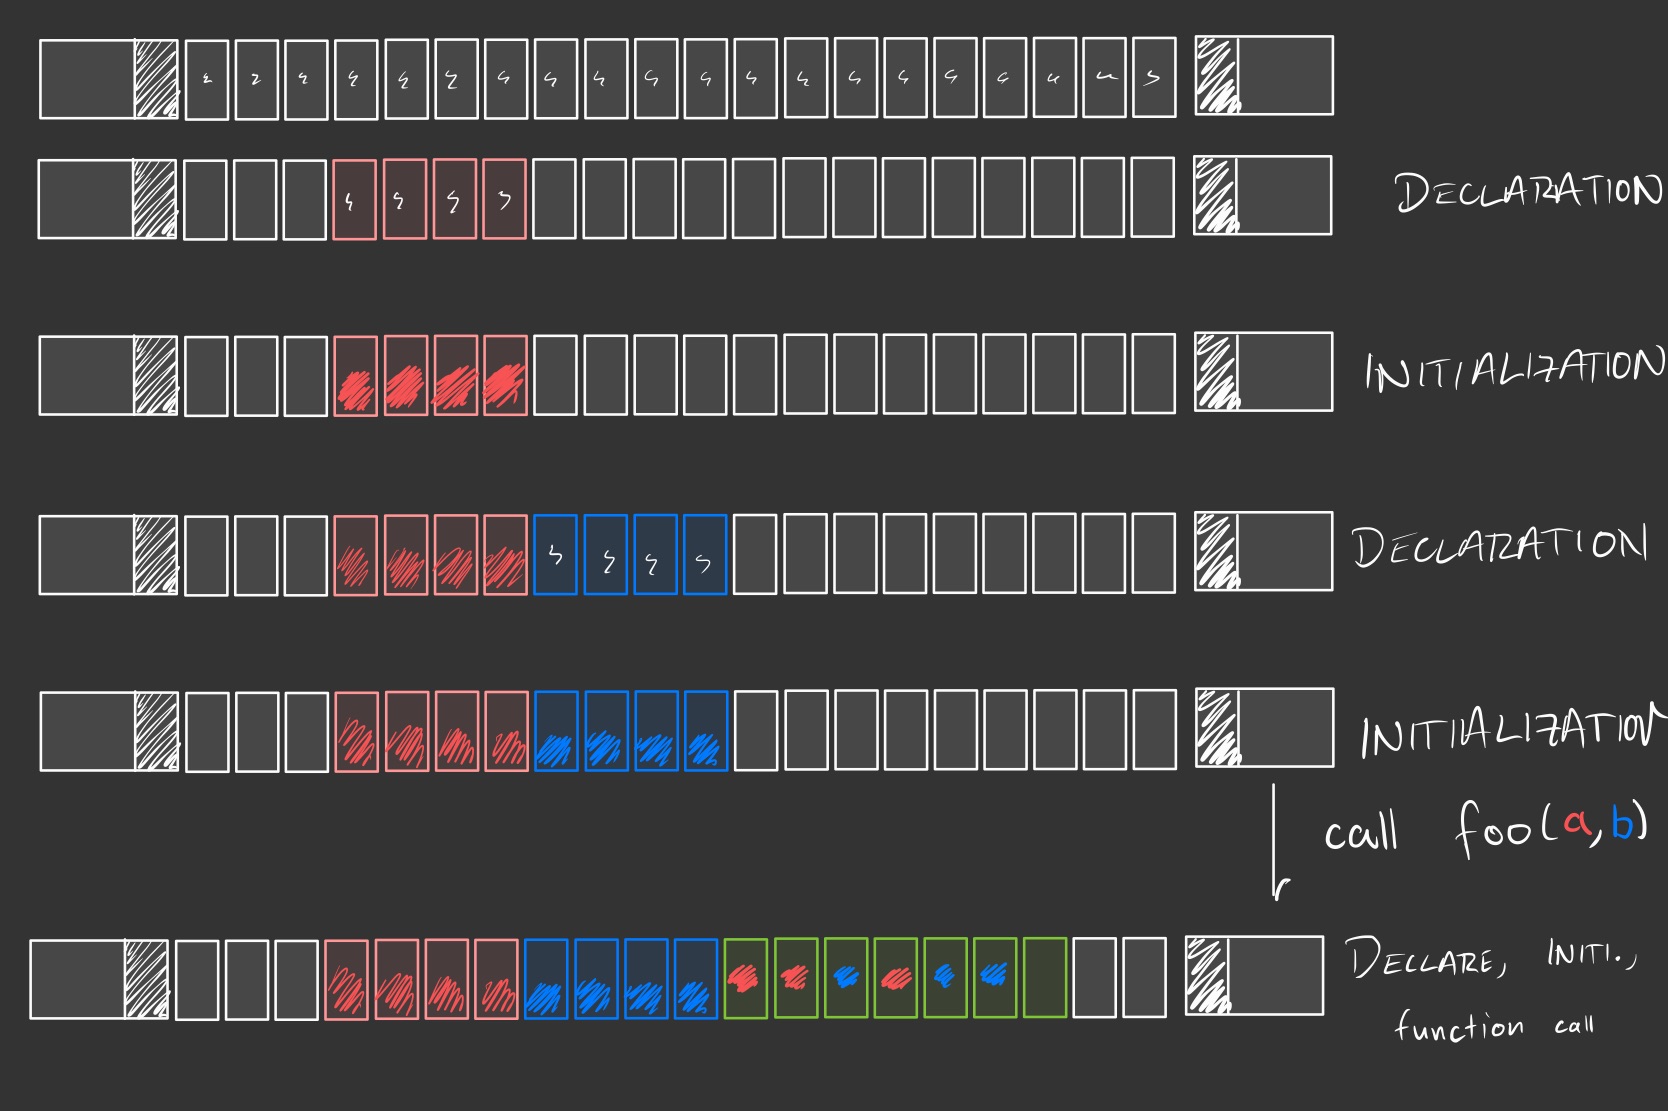 DECLARATION
INITIALIZATION
DECLARATION
INITIALIZATION
call foo(a,b)
DECLARE, INITI.,
function call